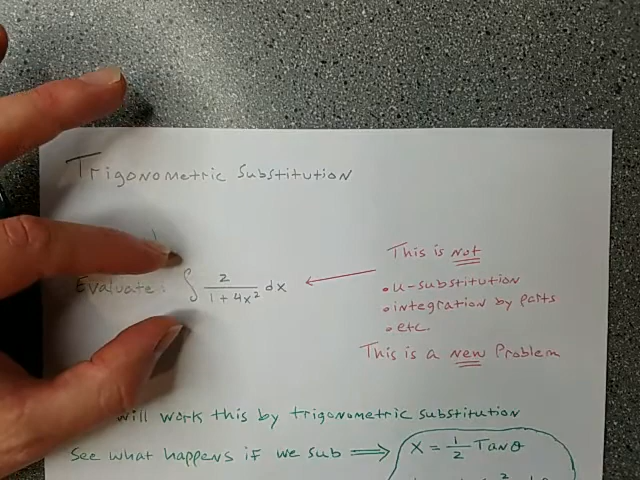 Trigonometric Substitution
This is Not
Evaluate: ∫ 2/(1+4x²) dx
• u-substitution
• integration by parts
• etc.
This is a new Problem
will work this by trigonometric substitution
See what happens if we sub ⟹ x = 1/2 Tan θ